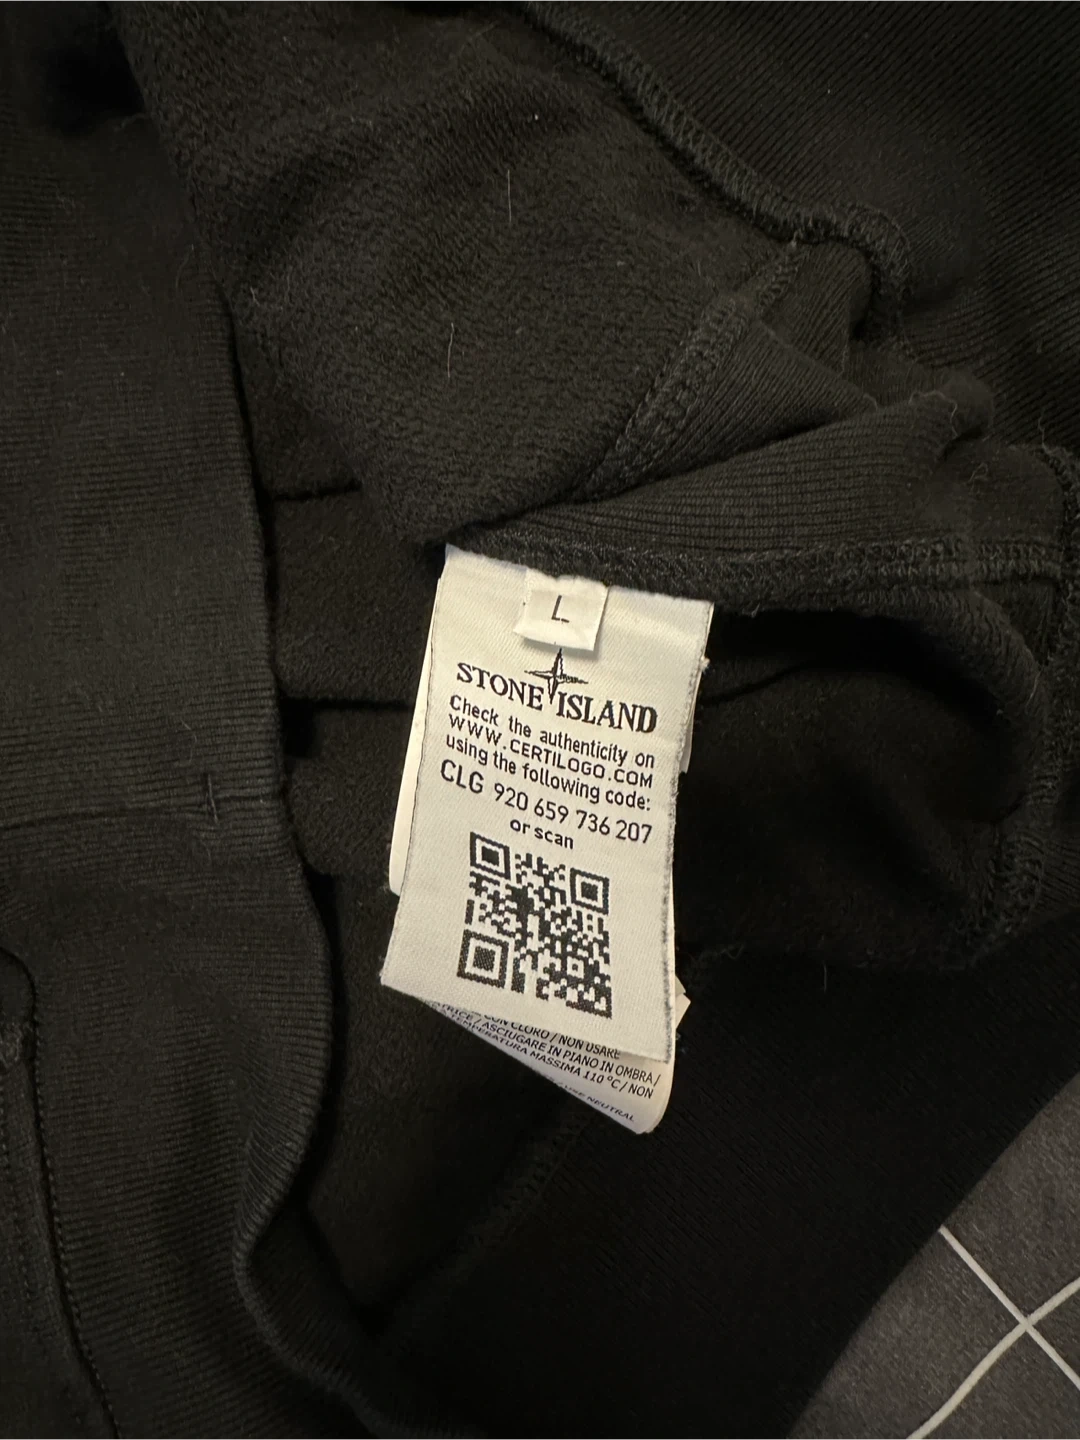 L
STONE ISLAND
Check the authenticity on
WWW.CERTILOGO.COM
using the following code:
CLG 920 659 736 207
or scan
CON CLORO / NON USARE
/ ASCIUGARE IN PIANO IN OMBRA /
TEMPERATURA MASSIMA 110 °C / NON
NEUTRAL